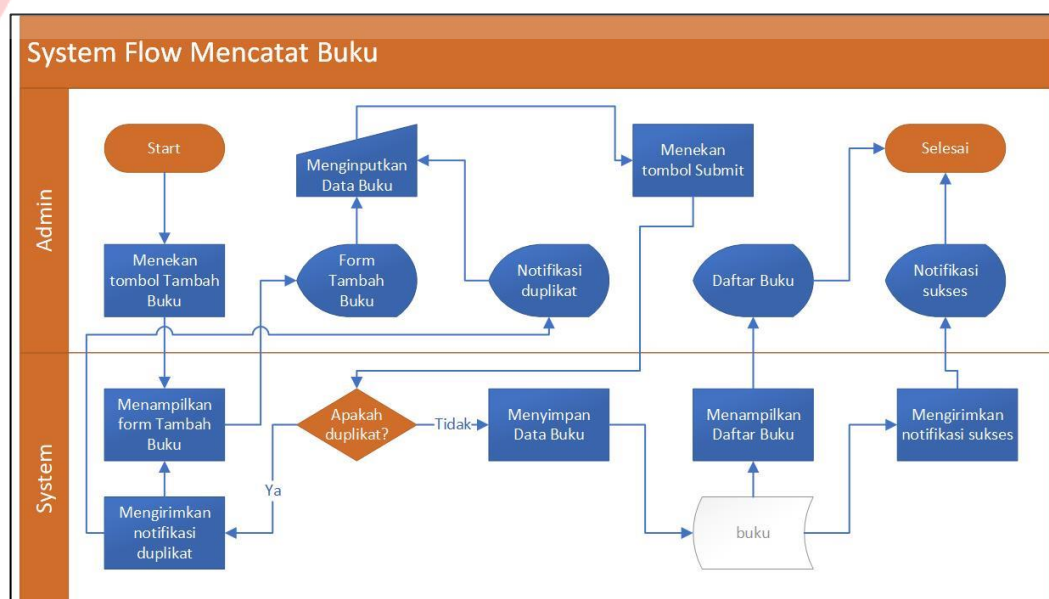 System Flow Mencatat Buku
Admin
Start
Menginputkan
Data Buku
Menekan
tombol Submit
Selesai
Menekan
tombol Tambah
Buku
Form
Tambah
Buku
Notifikasi
duplikat
Daftar Buku
Notifikasi
sukses
System
Menampilkan
form Tambah
Buku
Apakah
duplikat?
Tidak
Menyimpan
Data Buku
Menampilkan
Daftar Buku
Mengirimkan
notifikasi sukses
Ya
Mengirimkan
notifikasi
duplikat
buku